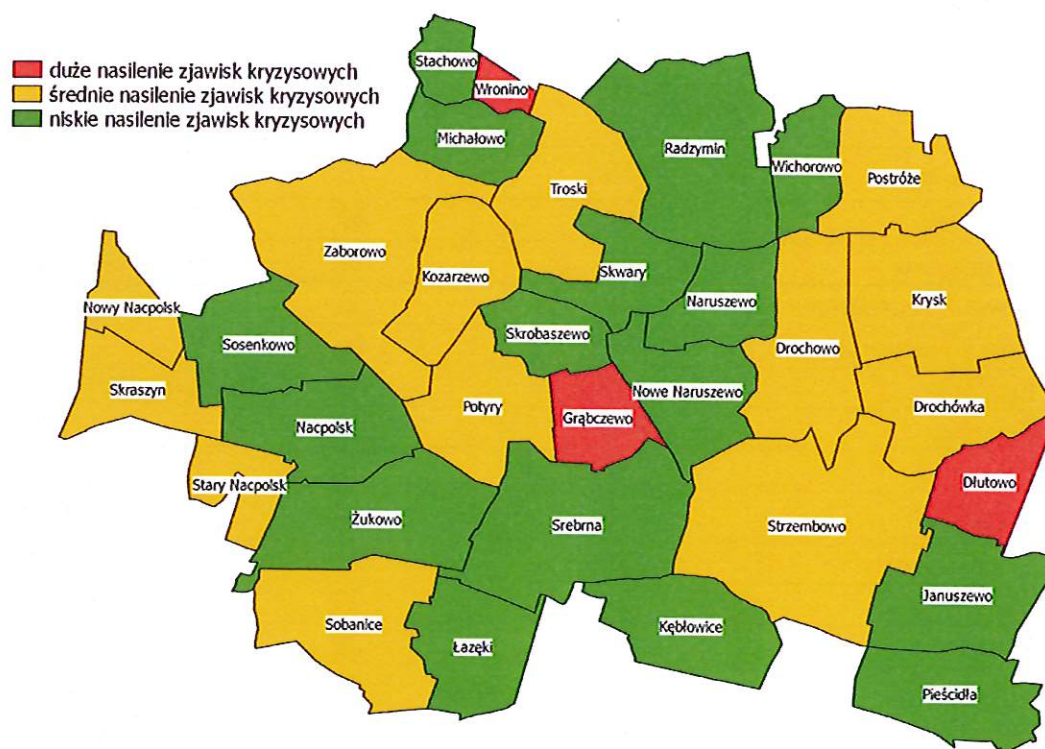 duże nasilenie zjawisk kryzysowych
średnie nasilenie zjawisk kryzysowych
niskie nasilenie zjawisk kryzysowych
Stachowo
Wronino
Michałowo
Radzymin
Wichorowo
Postróże
Troski
Zaborowo
Kozarzewo
Skwary
Naruszewo
Krysk
Nowy Nacpolsk
Sosenkowo
Skrobaszewo
Drochowo
Skraszyn
Potyry
Grąbczewo
Nowe Naruszewo
Drochówka
Nacpolsk
Stary Nacpolsk
Dłutowo
Żukowo
Srebrna
Strzembowo
Januszewo
Sobanice
Łazęki
Kębłowice
Pieścidła